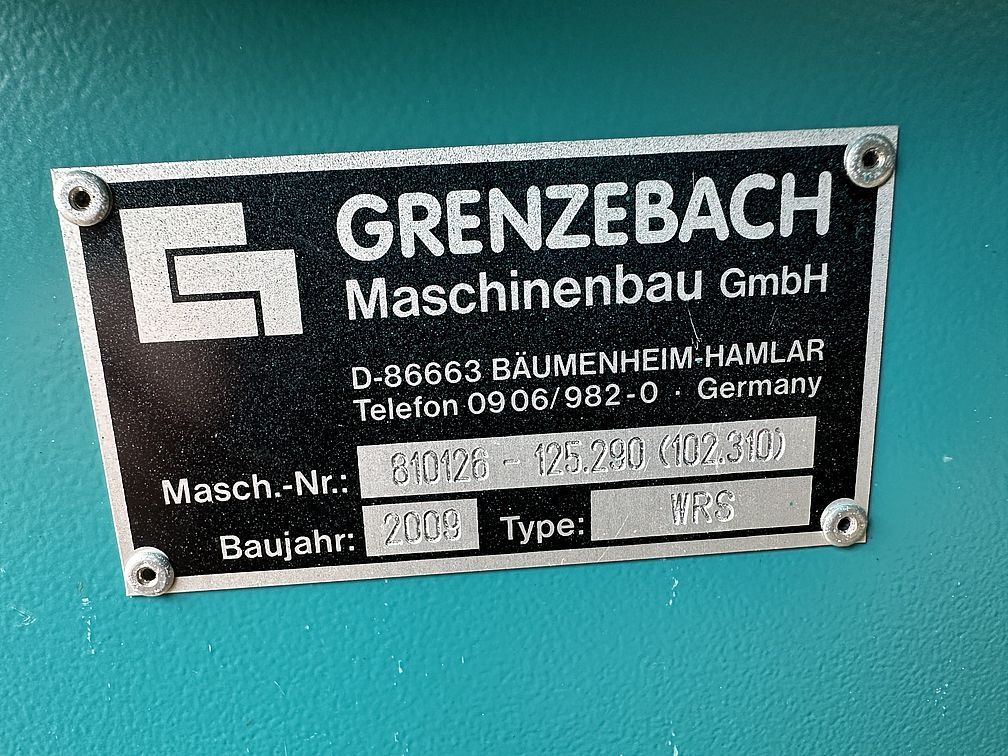 GRENZEBACH
Maschinenbau GmbH
D-86663 BÄUMENHEIM-HAMLAR
Telefon 0906/982-0 · Germany
Masch.-Nr.: 810126 - 125.290 (102.310)
Baujahr: 2009 Type: WRS